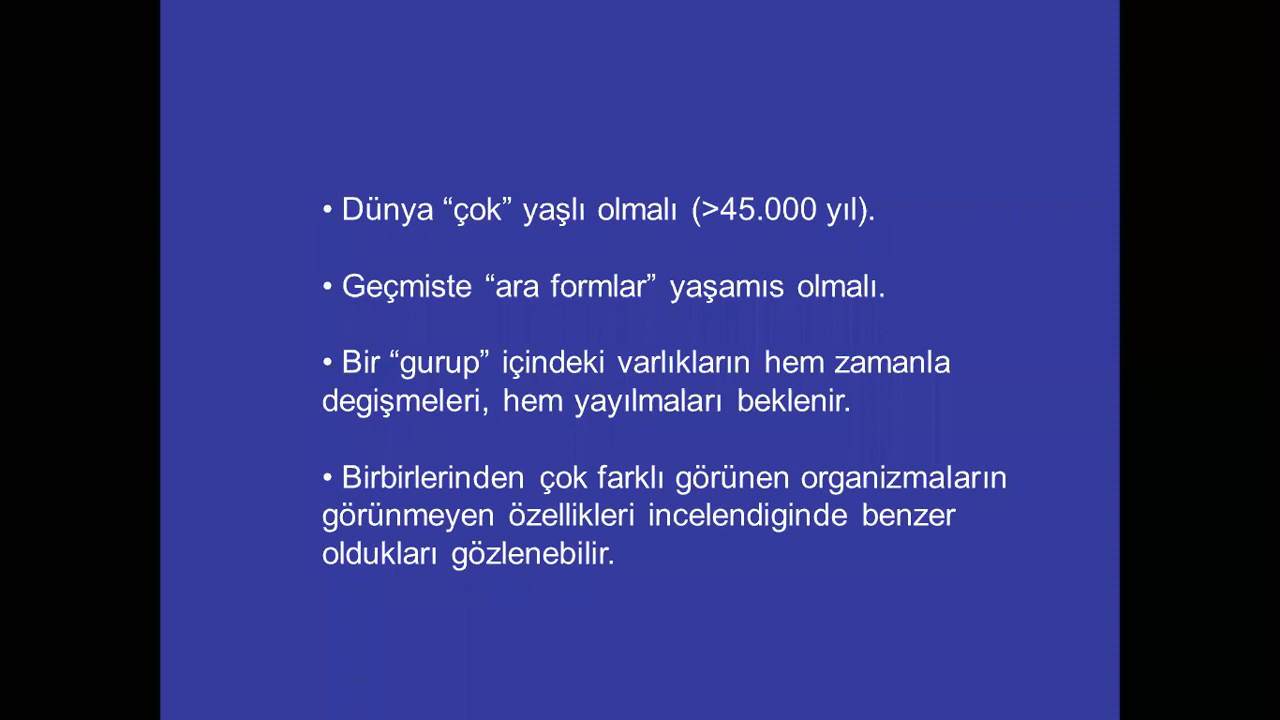 • Dünya “çok” yaşlı olmalı (>45.000 yıl).
• Geçmiste “ara formlar” yaşamıs olmalı.
• Bir “gurup” içindeki varlıkların hem zamanla
degişmeleri, hem yayılmaları beklenir.
• Birbirlerinden çok farklı görünen organizmaların
görünmeyen özellikleri incelendiginde benzer
oldukları gözlenebilir.